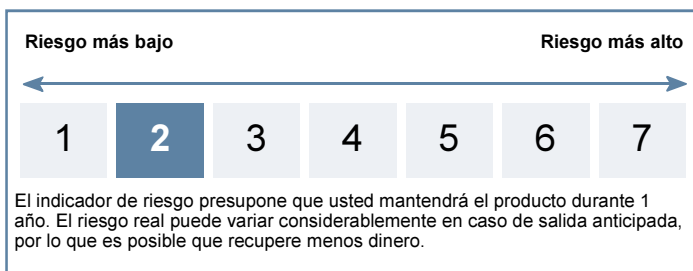 Riesgo más bajo Riesgo más alto
1 2 3 4 5 6 7
El indicador de riesgo presupone que usted mantendrá el producto durante 1
año. El riesgo real puede variar considerablemente en caso de salida anticipada,
por lo que es posible que recupere menos dinero.